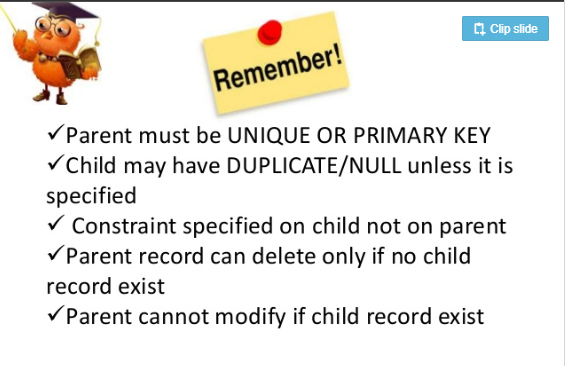 Clip slide
Remember!
✓Parent must be UNIQUE OR PRIMARY KEY
✓Child may have DUPLICATE/NULL unless it is
specified
✓ Constraint specified on child not on parent
✓Parent record can delete only if no child
record exist
✓Parent cannot modify if child record exist